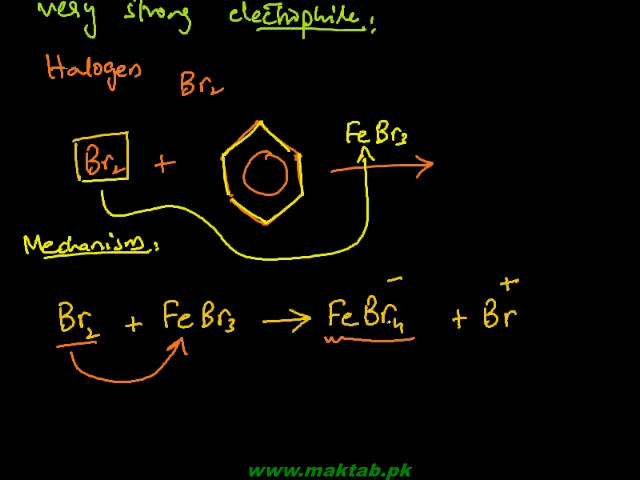 very strong electrophile.
Halogen Br₂
Br₂ + FeBr₃
Mechanism:
Br₂ + FeBr₃ → FeBr₄⁻ + Br⁺
www.maktab.pk